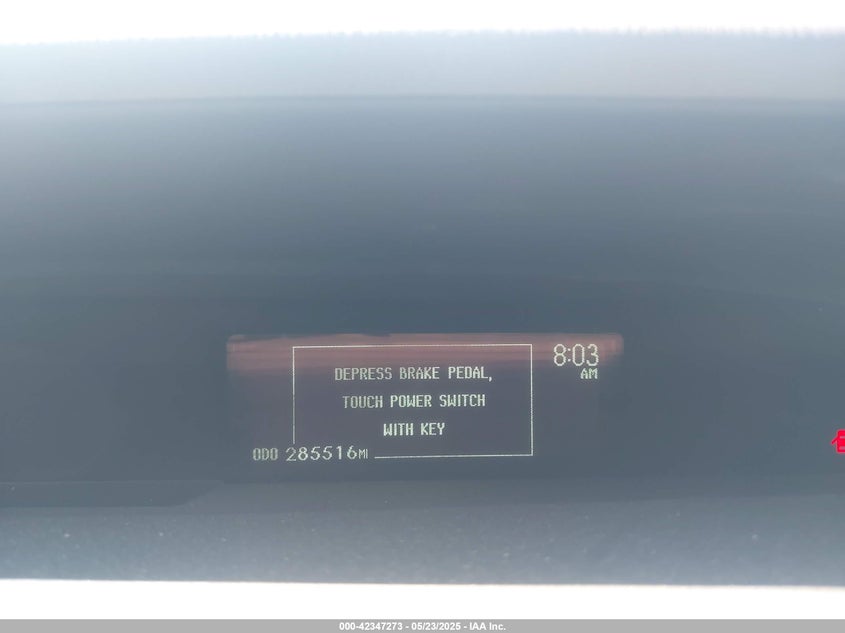 8:03
AM
DEPRESS BRAKE PEDAL,
TOUCH POWER SWITCH
WITH KEY
ODO 285516MI
000-42347273 - 05/23/2025 - IAA Inc.